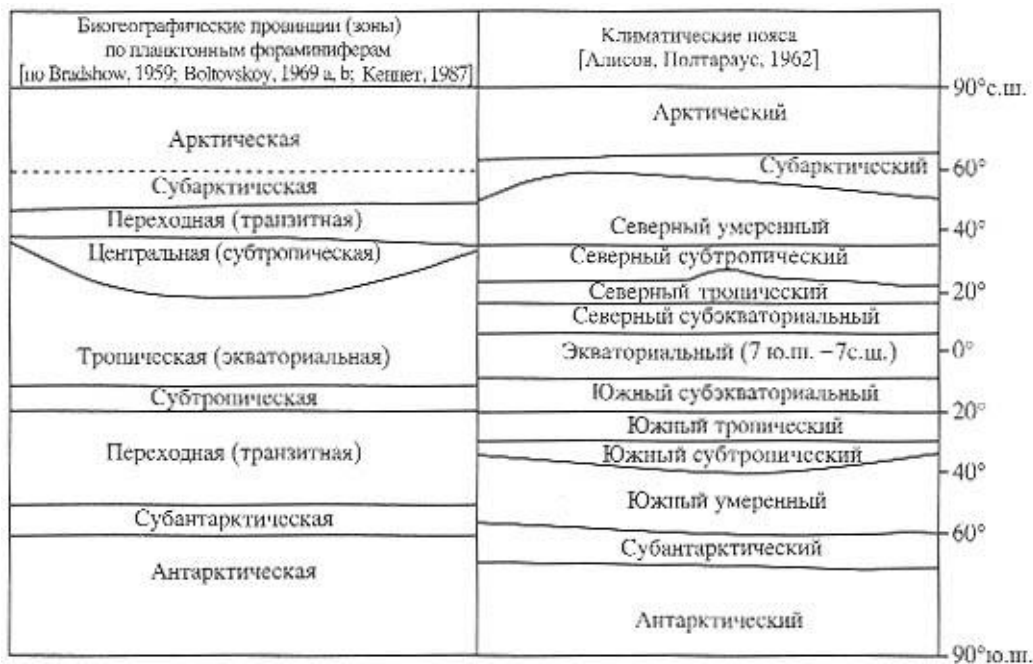 Биогеографические провинции (зоны)
по планктонным фораминиферам
[по Bradshow, 1959; Boltovskoy, 1969 a, b; Кеннет, 1987]
Арктическая
Субарктическая
Переходная (транзитная)
Центральная (субтропическая)
Тропическая (экваториальная)
Субтропическая
Переходная (транзитная)
Субантарктическая
Антарктическая
Климатические пояса
[Алисов, Полтараус, 1962]
Арктический
Субарктический
Северный умеренный
Северный субтропический
Северный тропический
Северный субэкваториальный
Экваториальный (7 ю.ш. –7с.ш.)
Южный субэкваториальный
Южный тропический
Южный субтропический
Южный умеренный
Субантарктический
Антарктический
90°с.ш.
60°
40°
20°
0°
20°
40°
60°
90°ю.ш.